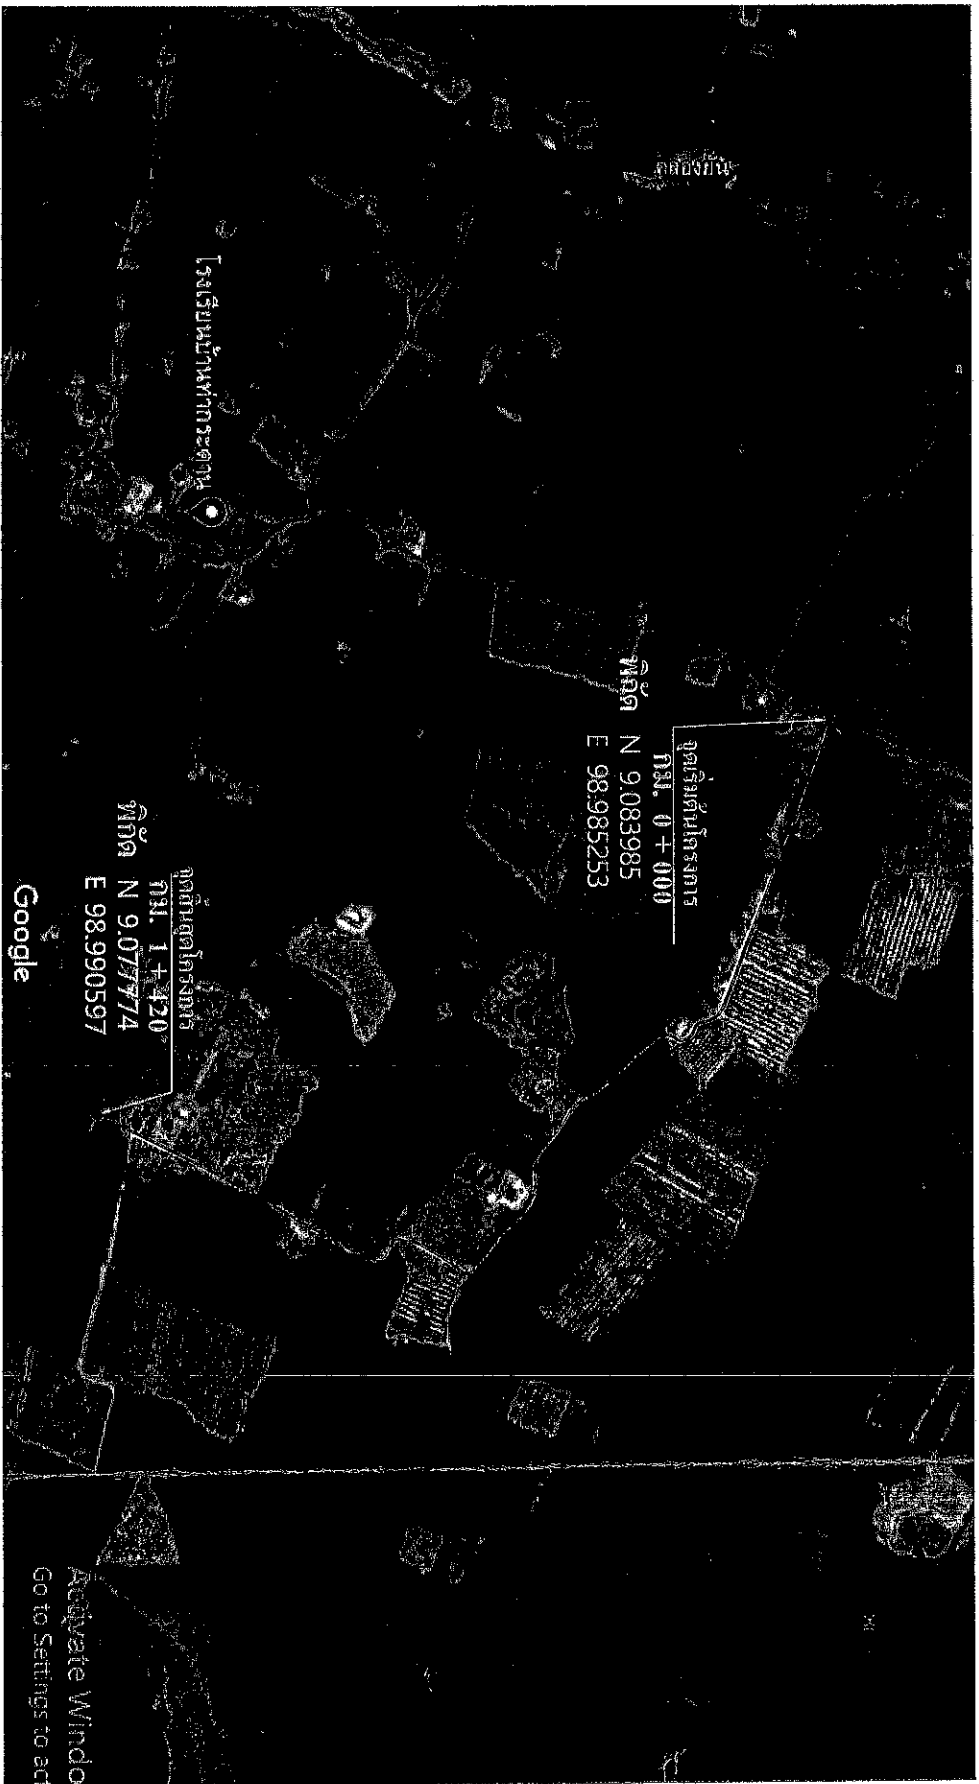 คลองยัน
โรงเรียนบ้านท่ากระดาน
จุดเริ่มต้นโครงการ
กม. 0 + 000
พิกัด N 9.083985
E 98.985253
จุดสิ้นสุดโครงการ
กม. 1 + 420
พิกัด N 9.077774
E 98.990597
Google
Activate Windo
Go to Settings to act